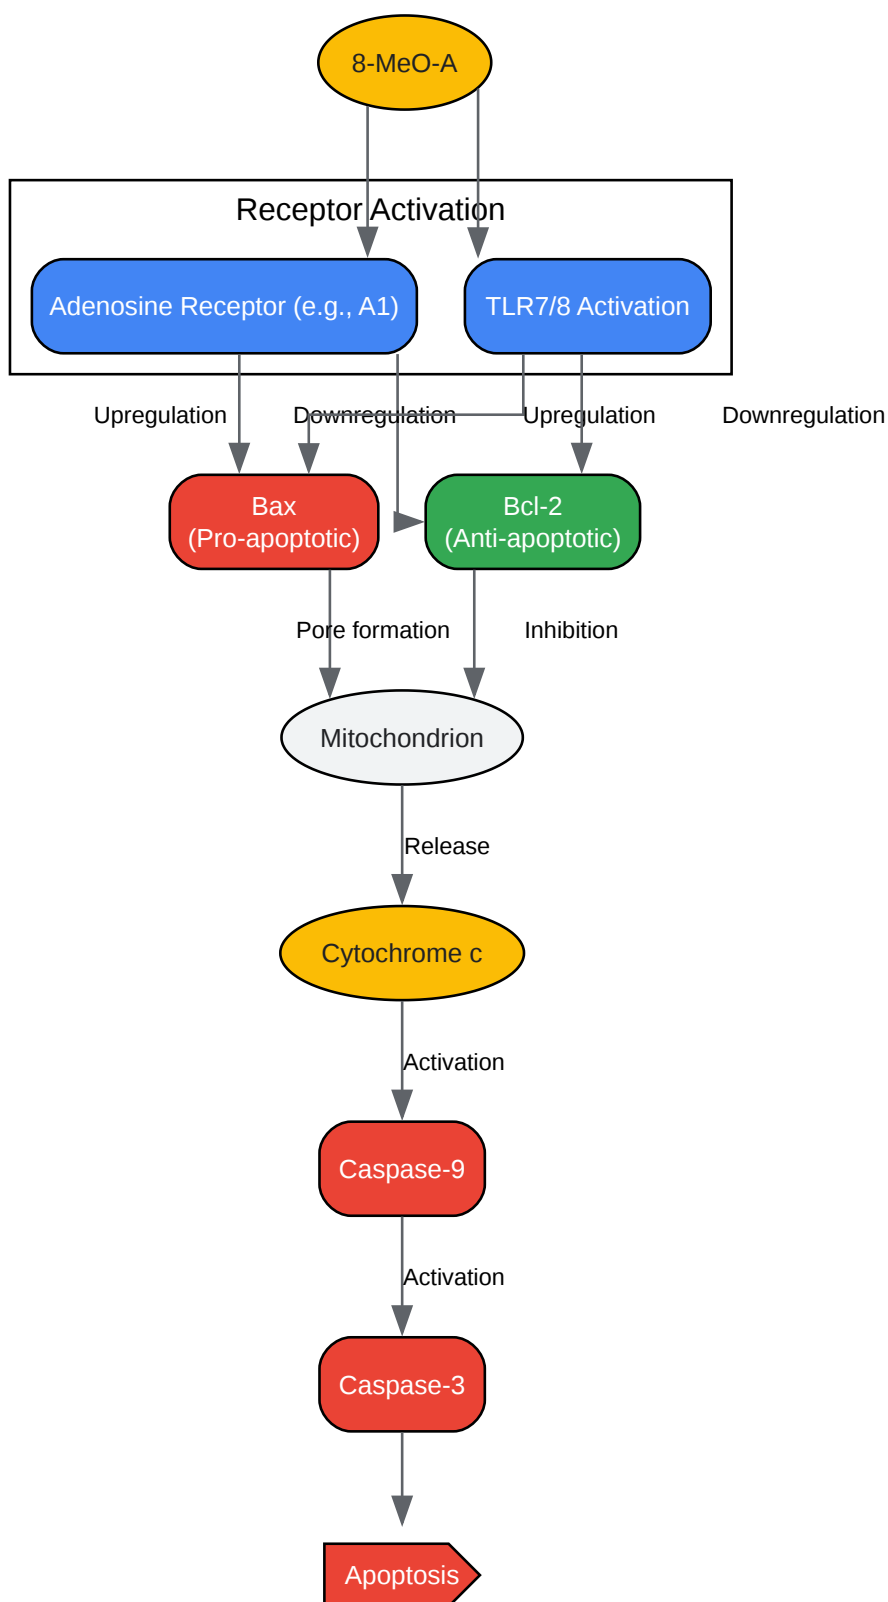 8-MeO-A
Receptor Activation
Adenosine Receptor (e.g., A1)
TLR7/8 Activation
Upregulation
Downregulation
Upregulation
Downregulation
Bax
(Pro-apoptotic)
Bcl-2
(Anti-apoptotic)
Pore formation
Inhibition
Mitochondrion
Release
Cytochrome c
Activation
Caspase-9
Activation
Caspase-3
Apoptosis